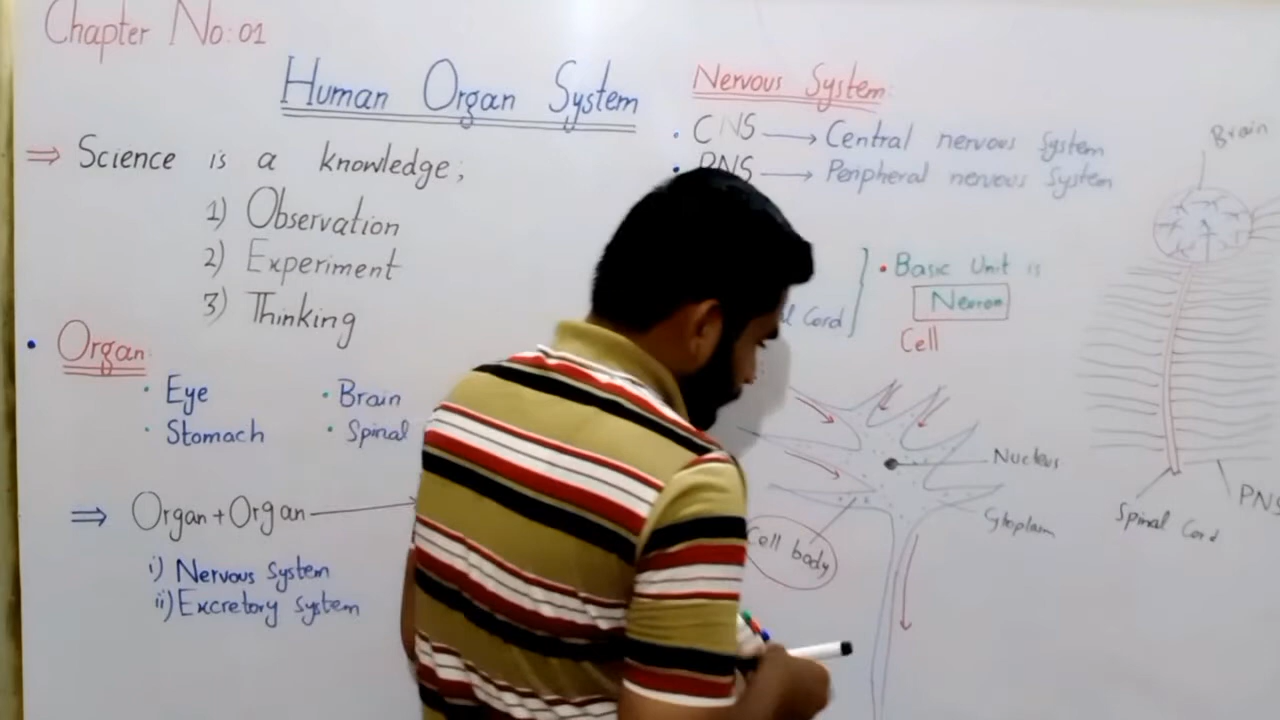 Chapter No:01
Human Organ System
⇒ Science is a knowledge;
1) Observation
2) Experiment
3) Thinking
• Organ:
• Eye
• Brain
• Stomach
• Spinal
⇒ Organ + Organ →
i) Nervous System
ii) Excretory System
Nervous System:
• CNS → Central nervous System
• PNS → Peripheral nervous System
Cord
• Basic Unit is
Neuron
Cell
Nucleus
Cytoplasm
Cell body
Brain
Spinal Cord
PNS